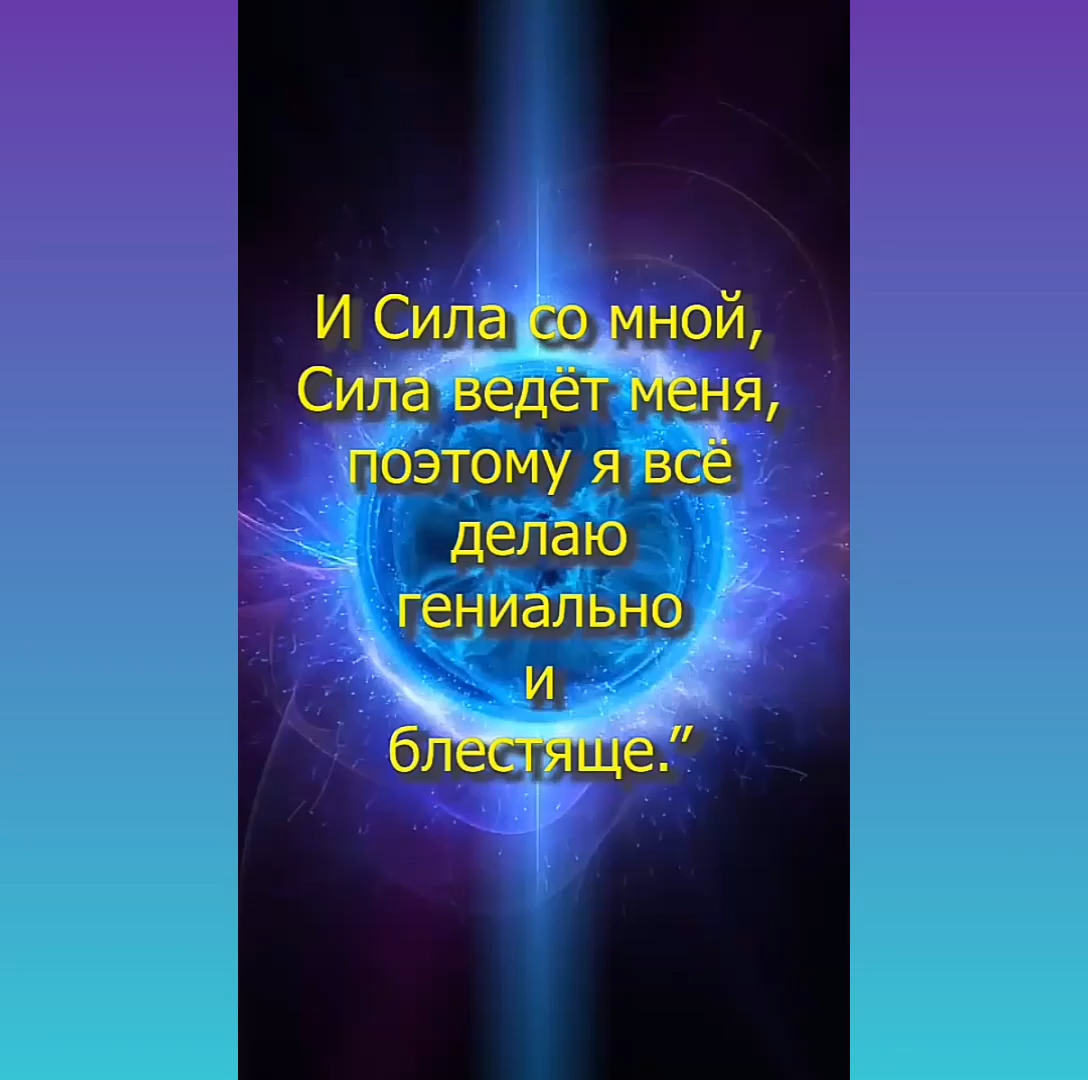 И Сила со мной,
Сила ведёт меня,
поэтому я всё
делаю
гениально
и
блестяще.”